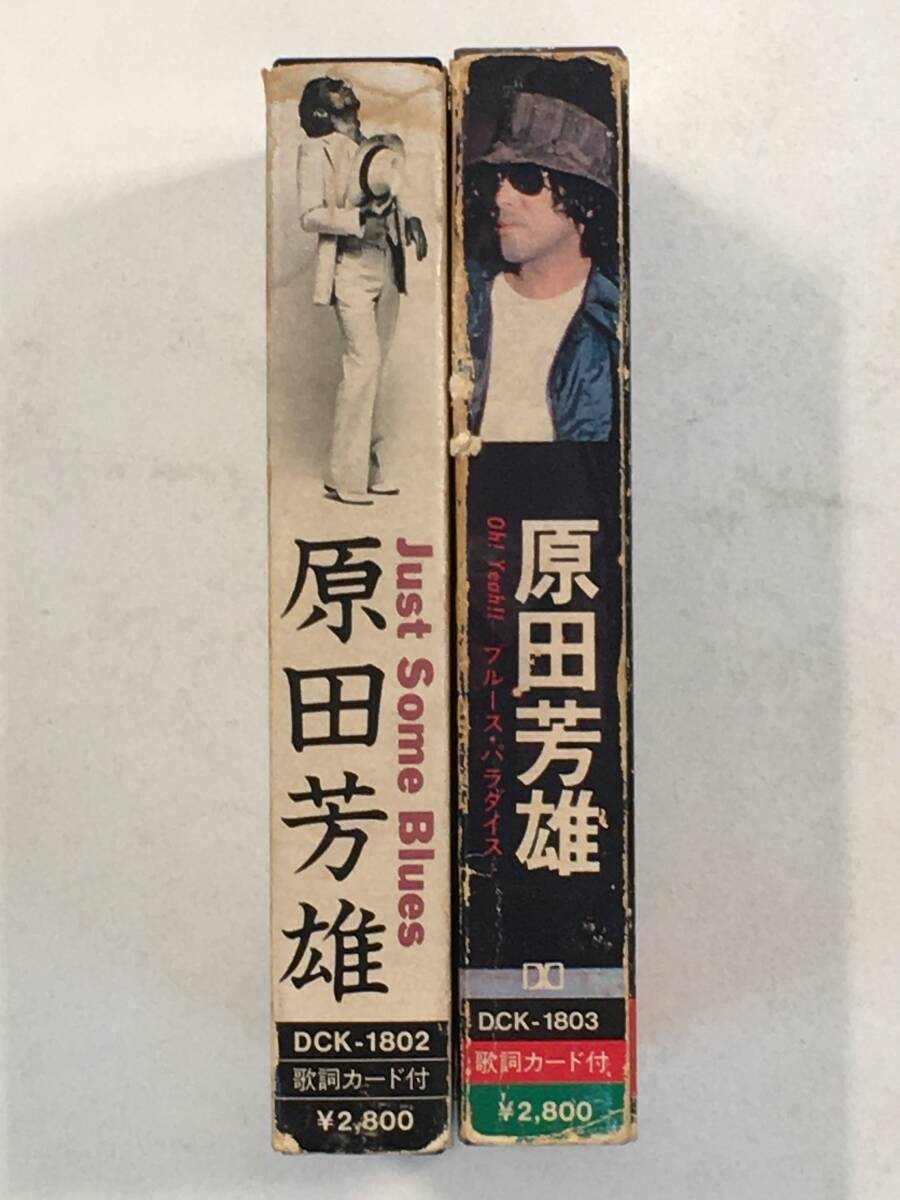 原田芳雄
Just Some Blues
DCK-1802
歌詞カード付
¥2,800
原田芳雄
Oh! Yeah!! ブルース・パラダイス
DCK-1803
歌詞カード付
¥2,800